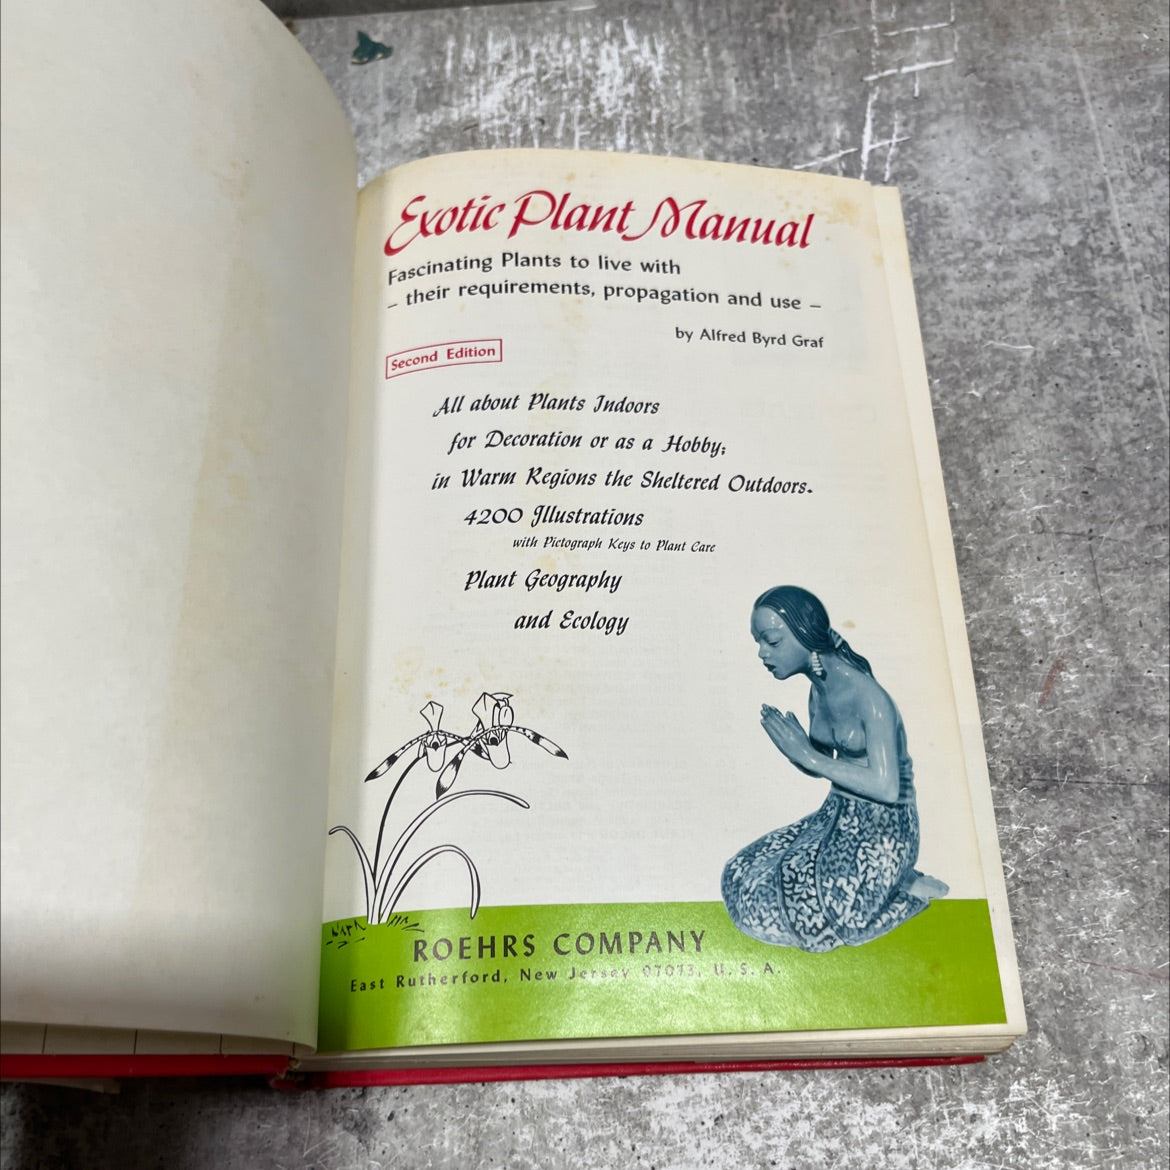 Exotic Plant Manual
Fascinating Plants to live with
– their requirements, propagation and use –
by Alfred Byrd Graf
Second Edition
All about Plants Indoors
for Decoration or as a Hobby;
in Warm Regions the Sheltered Outdoors.
4200 Illustrations
with Pictograph Keys to Plant Care
Plant Geography
and Ecology
ROEHRS COMPANY
East Rutherford, New Jersey 07073, U. S. A.